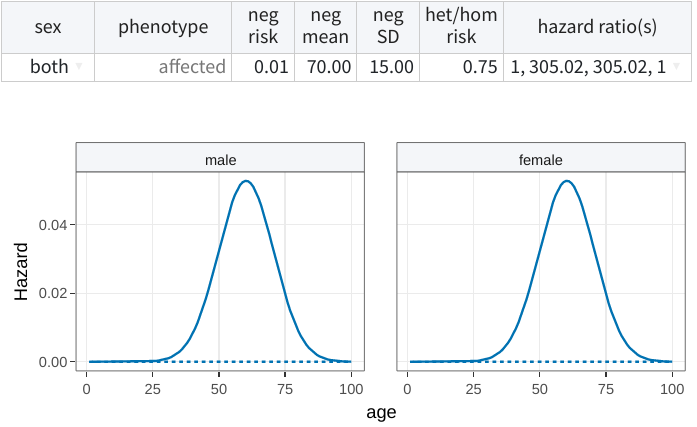 sex phenotype neg risk neg mean neg SD het/hom risk hazard ratio(s)
both affected 0.01 70.00 15.00 0.75 1, 305.02, 305.02, 1
male female
Hazard
0.04
0.02
0.00
0 25 50 75 100 0 25 50 75 100
age